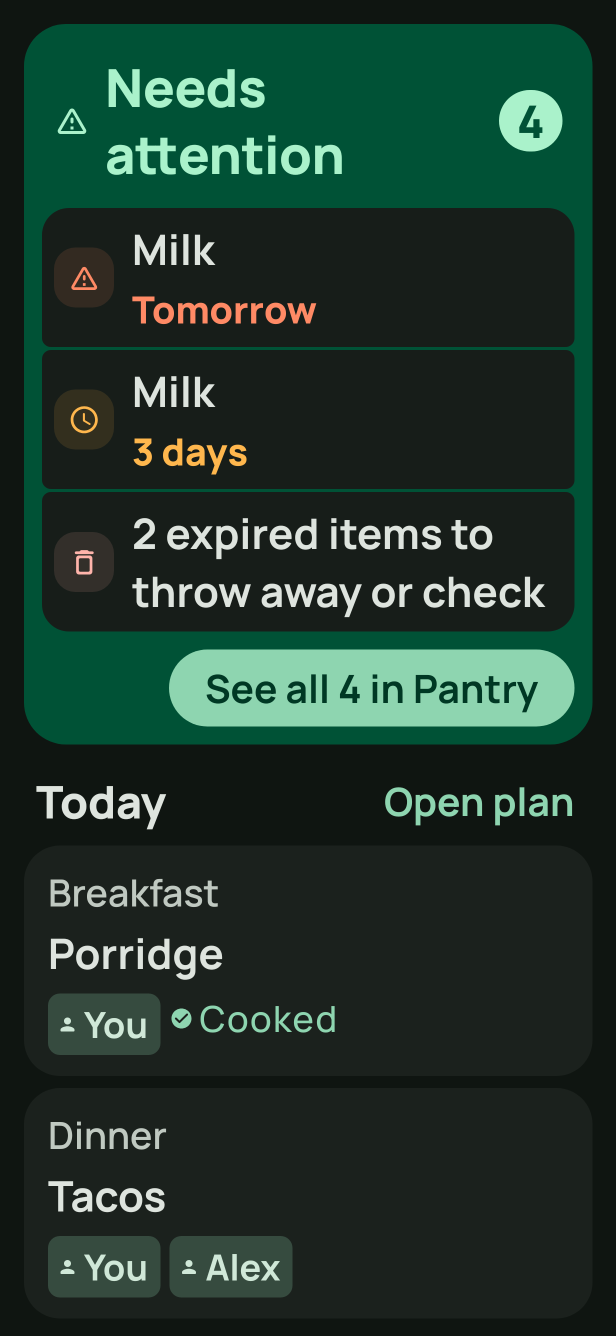 Needs
attention
4
Milk
Tomorrow
Milk
3 days
2 expired items to
throw away or check
See all 4 in Pantry
Today
Open plan
Breakfast
Porridge
You
Cooked
Dinner
Tacos
You
Alex